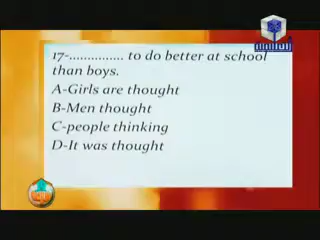 17-............... to do better at school
than boys.
A-Girls are thought
B-Men thought
C-people thinking
D-It was thought